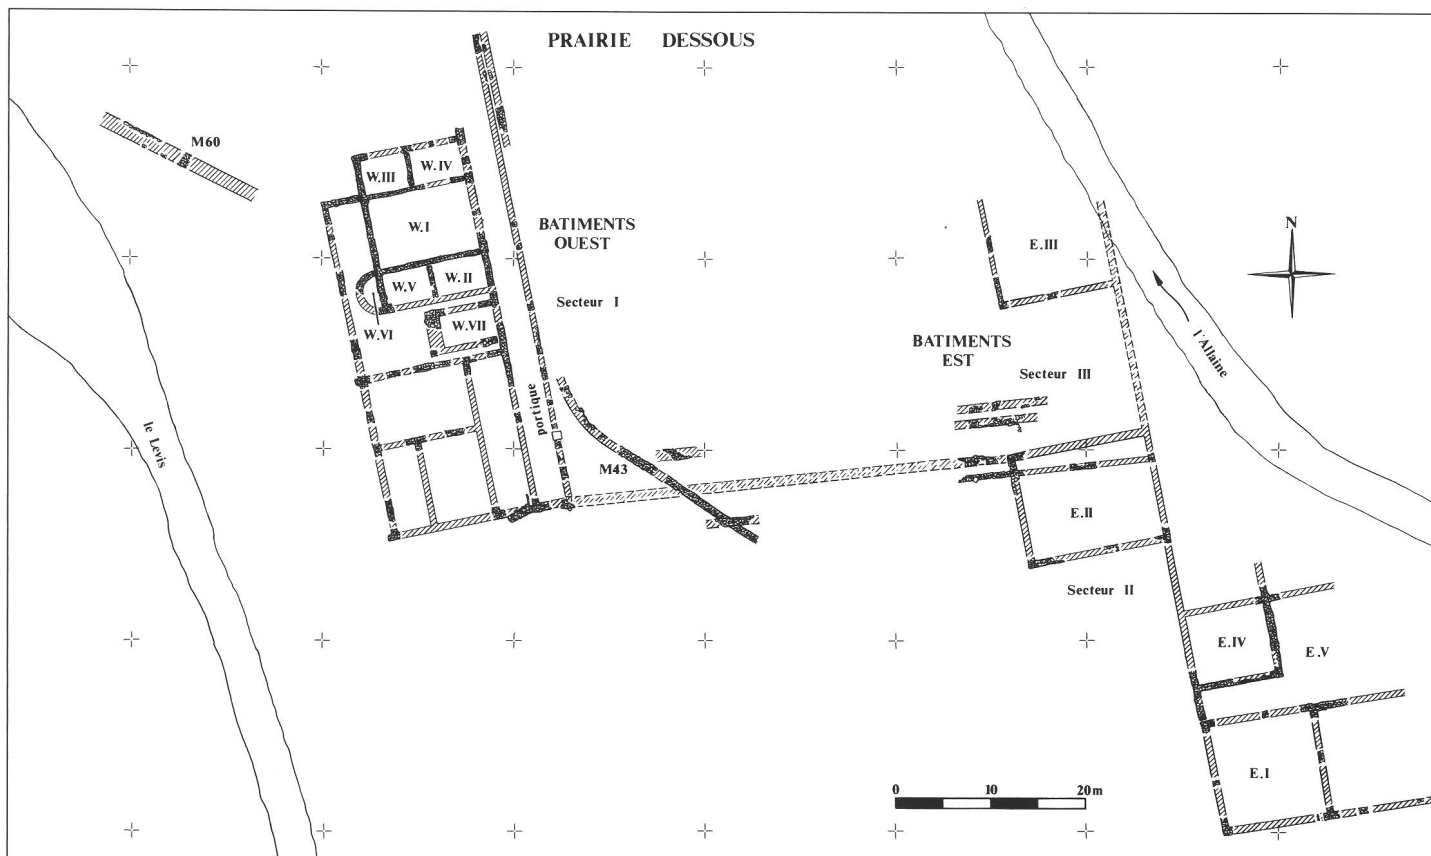 PRAIRIE DESSOUS
M60
W.III
W.IV
W.I
BATIMENTS
OUEST
E.III
N
W.V
W.II
Secteur I
W.VI
W.VII
BATIMENTS
EST
l'Allaine
Secteur III
portique
le Levis
M43
E.II
Secteur II
E.IV
E.V
E.I
0 10 20m